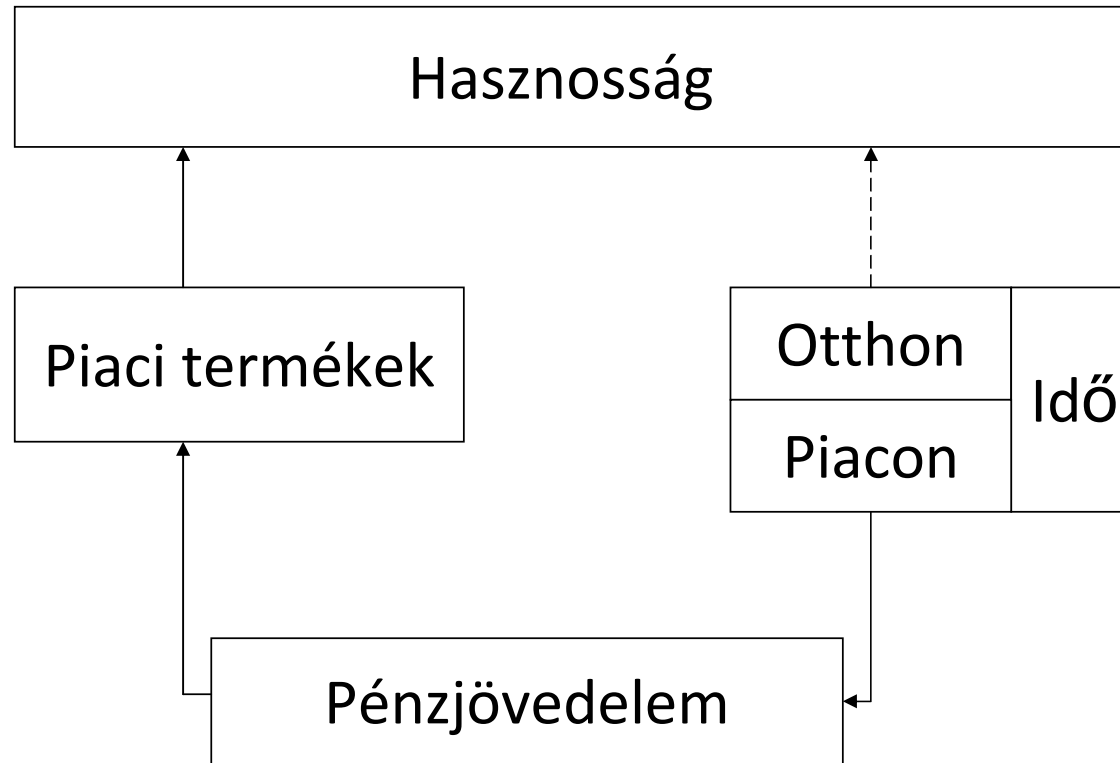 Hasznosság
Piaci termékek
Otthon
Piacon
Idő
Pénzjövedelem